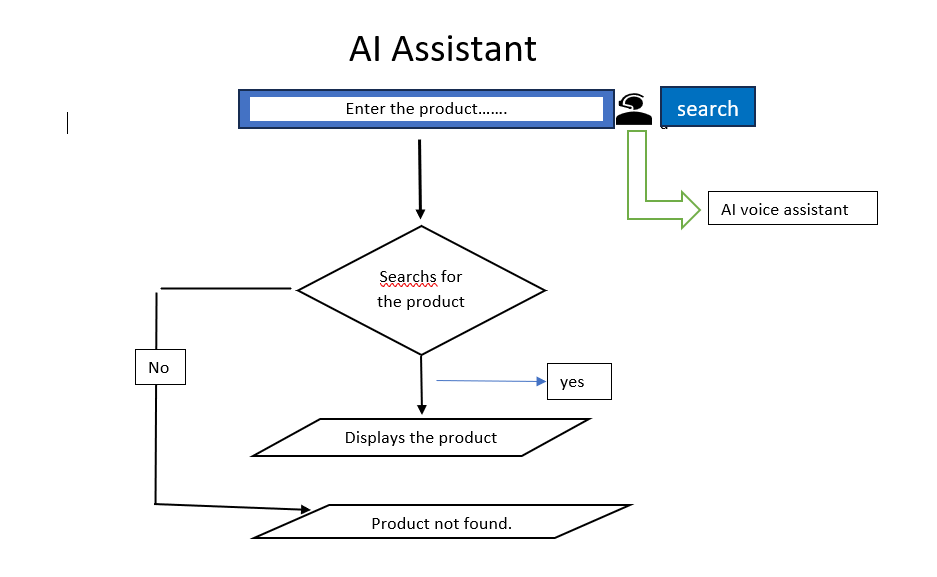 AI Assistant
Enter the product.......
search
AI voice assistant
Searchs for
the product
No
yes
Displays the product
Product not found.